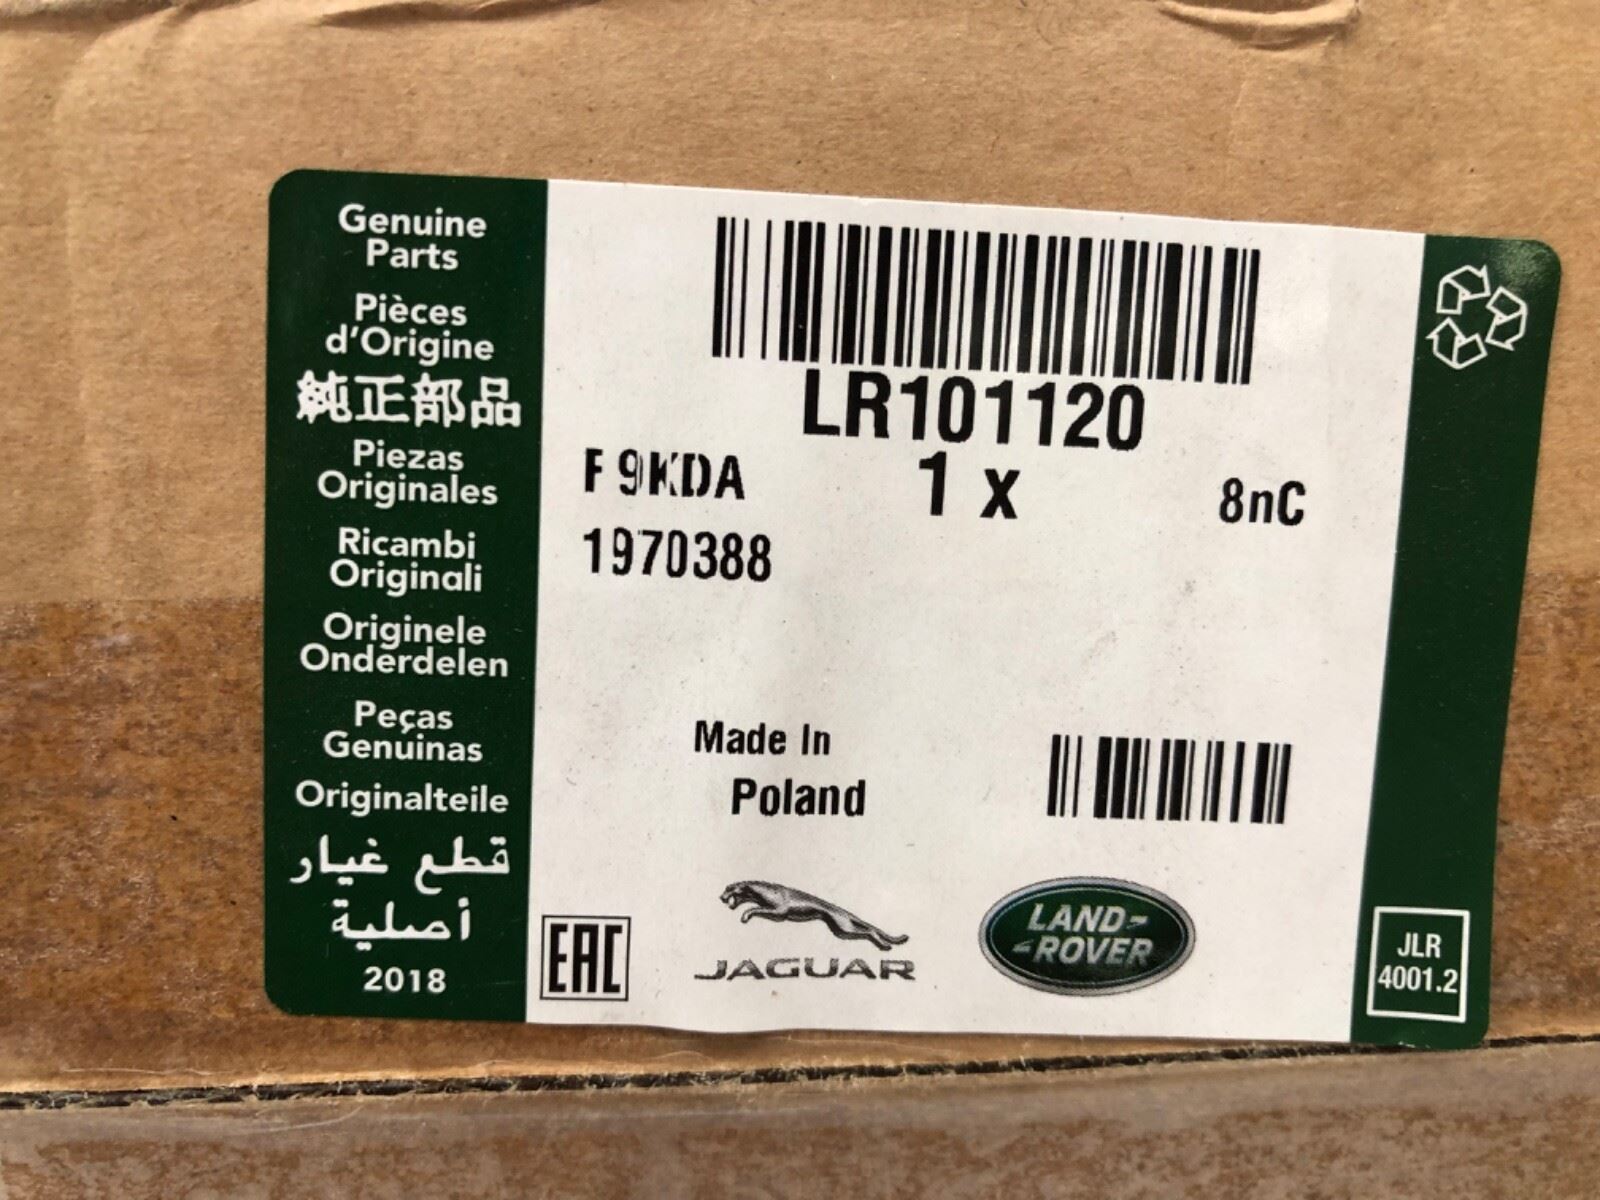 Genuine
Parts
Pièces
d'Origine
純正部品
Piezas
Originales
Ricambi
Originali
Originele
Onderdelen
Peças
Genuinas
Originalteile
قطع غيار
أصلية
2018
LR101120
F 9KDA
1 x
8nC
1970388
Made In
Poland
EAC
JAGUAR
LAND-
-ROVER
JLR
4001.2